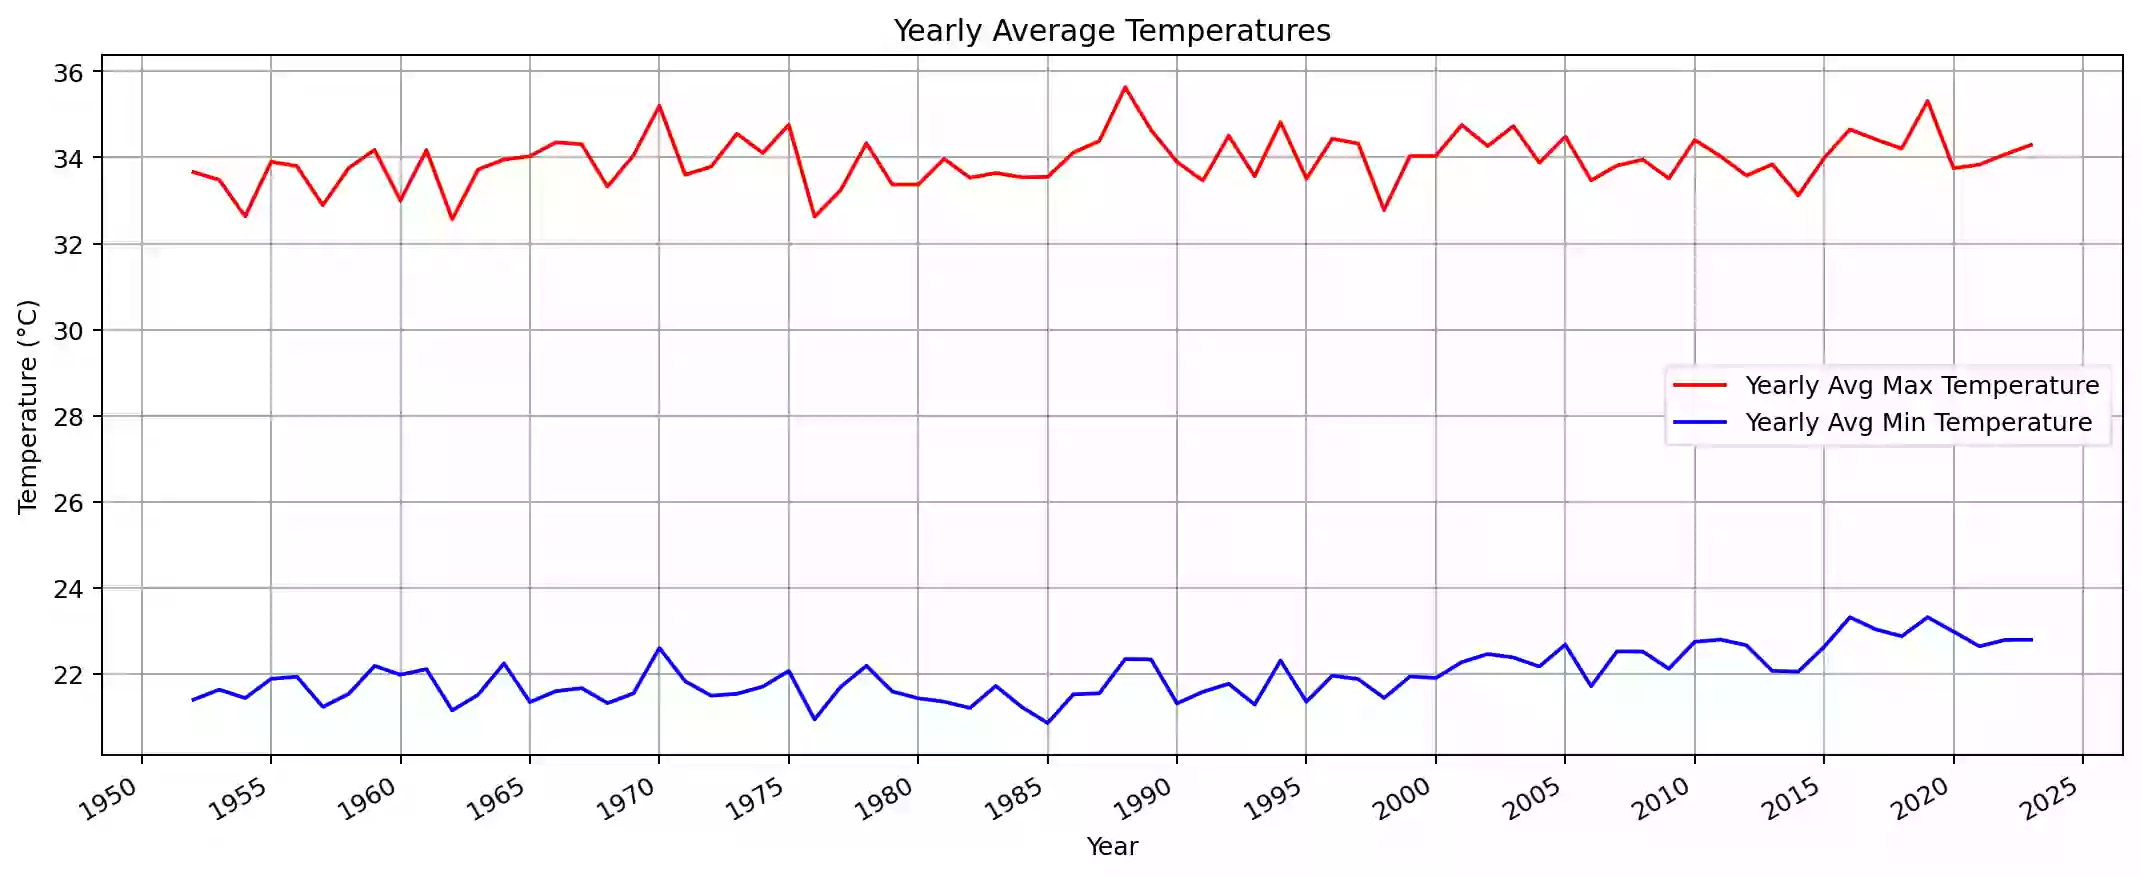 Yearly Average Temperatures
36
34
32
30
28
26
24
22
Temperature (°C)
Yearly Avg Max Temperature
Yearly Avg Min Temperature
1950 1955 1960 1965 1970 1975 1980 1985 1990 1995 2000 2005 2010 2015 2020 2025
Year